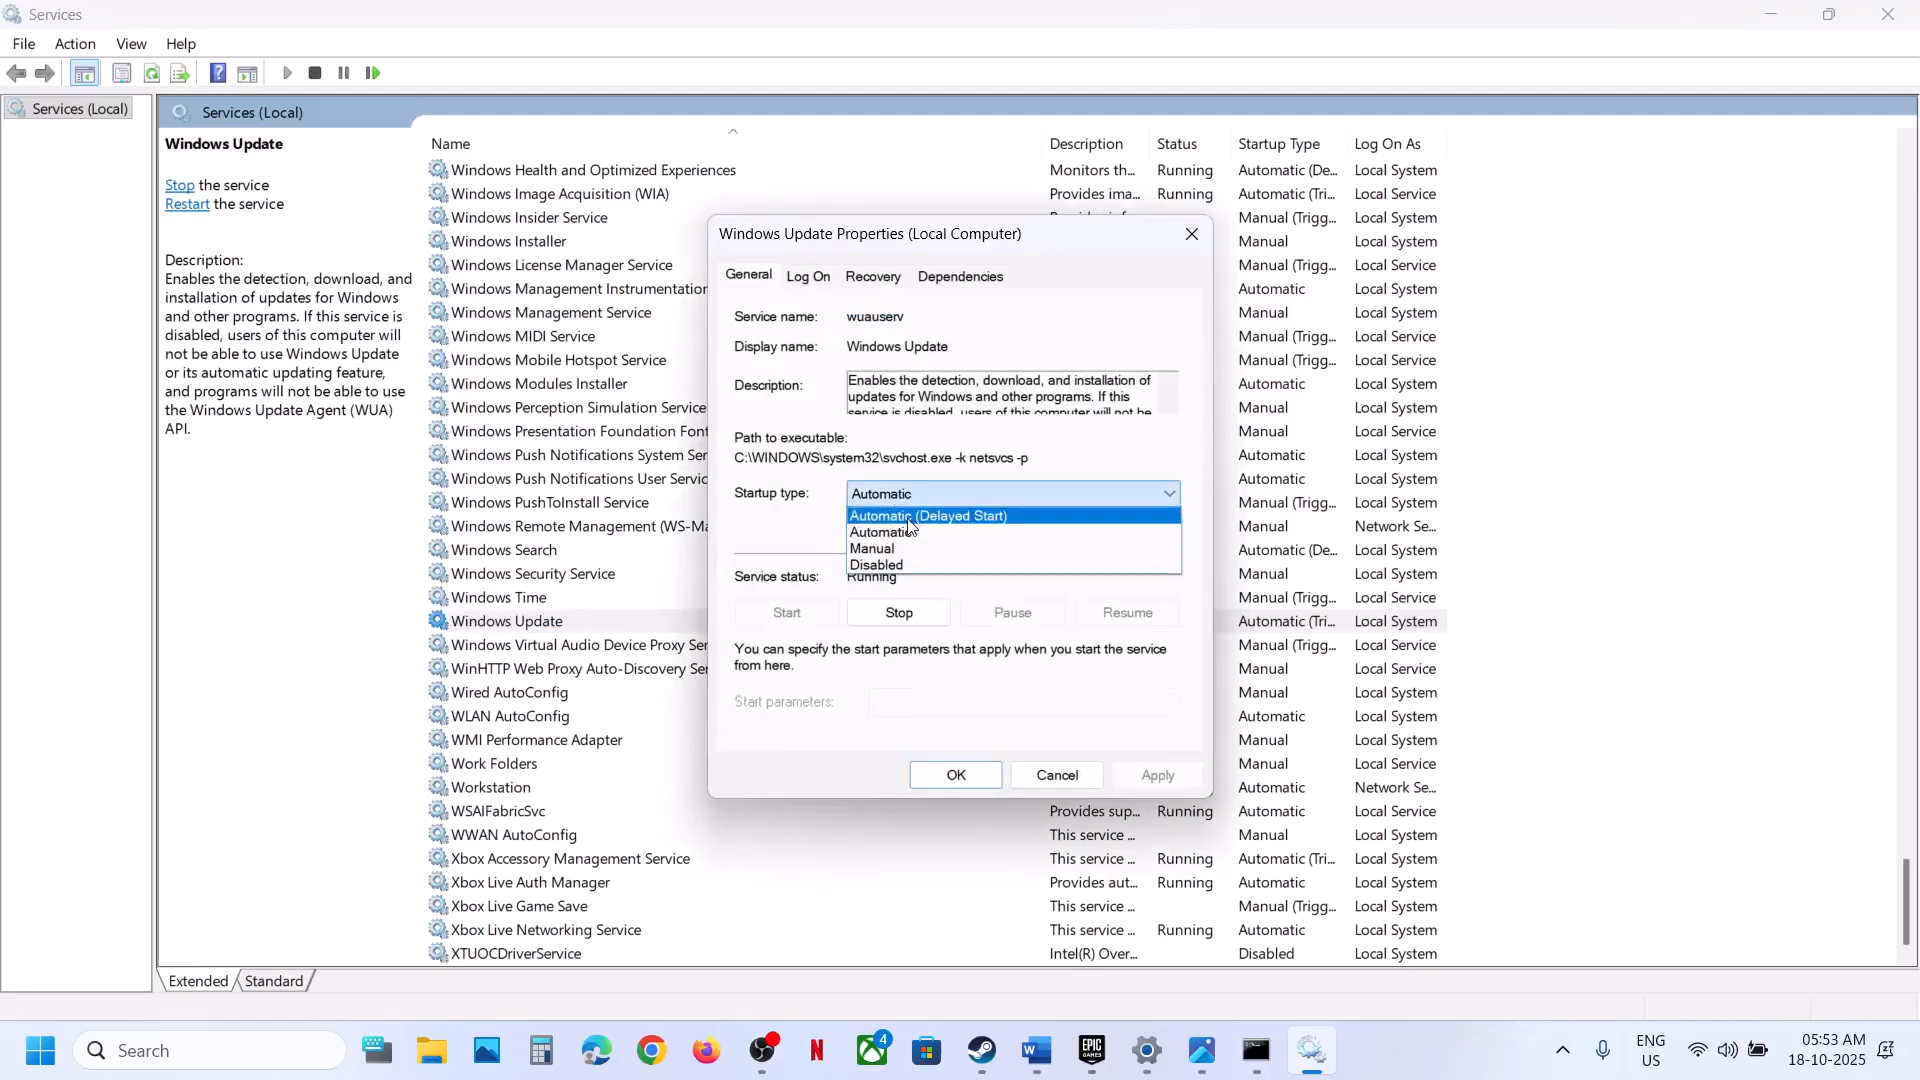 Services
File Action View Help
Services (Local)
Services (Local)
Windows Update
Stop the service
Restart the service
Description:
Enables the detection, download, and
installation of updates for Windows
and other programs. If this service is
disabled, users of this computer will
not be able to use Windows Update
or its automatic updating feature,
and programs will not be able to use
the Windows Update Agent (WUA)
API.
Name Description Status Startup Type Log On As
Windows Health and Optimized Experiences Monitors th... Running Automatic (De... Local System
Windows Image Acquisition (WIA) Provides ima... Running Automatic (Tri... Local Service
Windows Insider Service Manual (Trigg... Local System
Windows Installer Manual Local System
Windows License Manager Service Manual (Trigg... Local Service
Windows Management Instrumentation Automatic Local System
Windows Management Service Manual Local System
Windows MIDI Service Manual (Trigg... Local Service
Windows Mobile Hotspot Service Manual (Trigg... Local Service
Windows Modules Installer Automatic Local System
Windows Perception Simulation Service Manual Local System
Windows Presentation Foundation Font Manual Local Service
Windows Push Notifications System Ser Automatic Local System
Windows Push Notifications User Servic Automatic Local System
Windows PushToInstall Service Manual (Trigg... Local System
Windows Remote Management (WS-Ma Manual Network Se...
Windows Search Automatic (De... Local System
Windows Security Service Manual Local System
Windows Time Manual (Trigg... Local Service
Windows Update Automatic (Tri... Local System
Windows Virtual Audio Device Proxy Ser Manual (Trigg... Local System
WinHTTP Web Proxy Auto-Discovery Ser Manual Local Service
Wired AutoConfig Manual Local System
WLAN AutoConfig Automatic Local System
WMI Performance Adapter Manual Local System
Work Folders Manual Local Service
Workstation Automatic Network Se...
WSAIFabricSvc Provides sup... Running Automatic Local System
WWAN AutoConfig This service ... Manual Local System
Xbox Accessory Management Service This service ... Running Automatic (Tri... Local System
Xbox Live Auth Manager Provides aut... Running Automatic Local System
Xbox Live Game Save This service ... Manual (Trigg... Local System
Xbox Live Networking Service This service ... Running Automatic Local System
XTUOCDriverService Intel(R) Over... Disabled Local System
Windows Update Properties (Local Computer)
General Log On Recovery Dependencies
Service name: wuauserv
Display name: Windows Update
Description: Enables the detection, download, and installation of
updates for Windows and other programs. If this
service is disabled, users of this computer will not be
Path to executable:
C:\WINDOWS\system32\svchost.exe -k netsvcs -p
Startup type: Automatic
Automatic (Delayed Start)
Automatic
Manual
Disabled
Service status: Running
Start Stop Pause Resume
You can specify the start parameters that apply when you start the service
from here.
Start parameters:
OK Cancel Apply
Extended Standard
Search
4
EPIC
GAMES
ENG
US
05:53 AM
18-10-2025